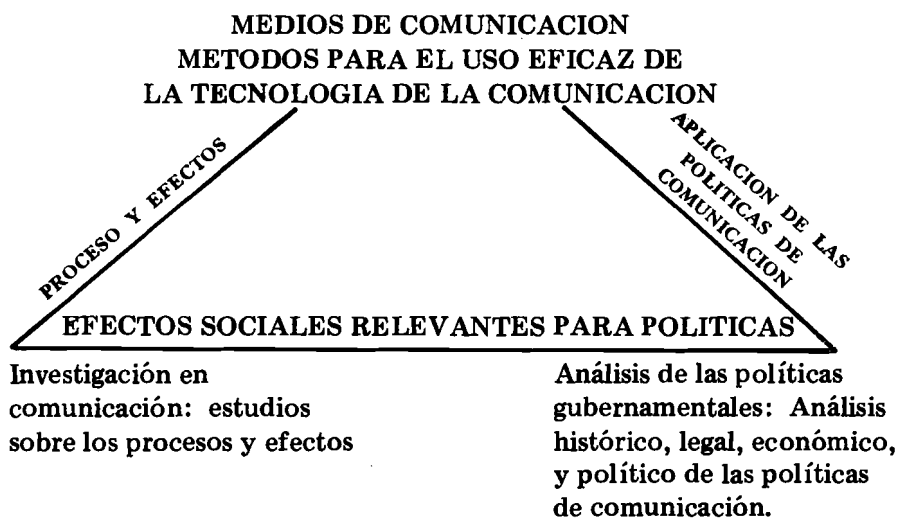 MEDIOS DE COMUNICACION
METODOS PARA EL USO EFICAZ DE
LA TECNOLOGIA DE LA COMUNICACION
PROCESO Y EFECTOS
APLICACION DE LAS
POLITICAS DE
COMUNICACION
EFECTOS SOCIALES RELEVANTES PARA POLITICAS
Investigación en
comunicación: estudios
sobre los procesos y efectos
Análisis de las políticas
gubernamentales: Análisis
histórico, legal, económico,
y político de las políticas
de comunicación.